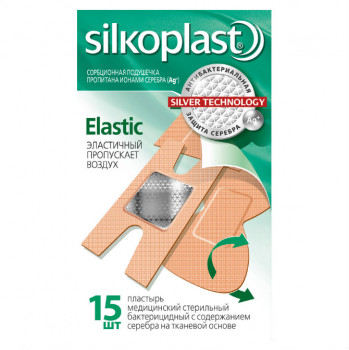 silkoplast®
СОРБЦИОННАЯ ПОДУШЕЧКА
ПРОПИТАНА ИОНАМИ СЕРЕБРА (Ag⁺)
АНТИБАКТЕРИАЛЬНАЯ
SILVER TECHNOLOGY
ЗАЩИТА СЕРЕБРА
Elastic
ЭЛАСТИЧНЫЙ
ПРОПУСКАЕТ
ВОЗДУХ
15 ШТ
пластырь
медицинский стерильный
бактерицидный с содержанием
серебра на тканевой основе